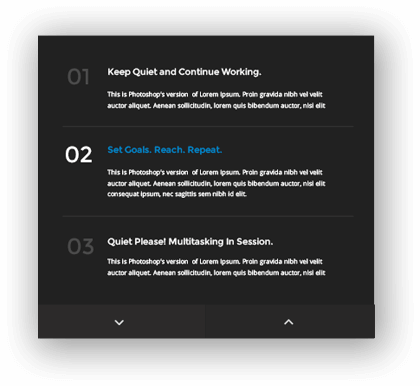 01
Keep Quiet and Continue Working.
This is Photoshop's version of Lorem Ipsum. Proin gravida nibh vel velit
auctor aliquet. Aenean sollicitudin, lorem quis bibendum auctor, nisi elit
02
Set Goals. Reach. Repeat.
This is Photoshop's version of Lorem Ipsum. Proin gravida nibh vel velit
auctor aliquet. Aenean sollicitudin, lorem quis bibendum auctor, nisi elit
consequat ipsum, nec sagittis sem nibh id elit.
03
Quiet Please! Multitasking In Session.
This is Photoshop's version of Lorem Ipsum. Proin gravida nibh vel velit
auctor aliquet. Aenean sollicitudin, lorem quis bibendum auctor, nisi elit